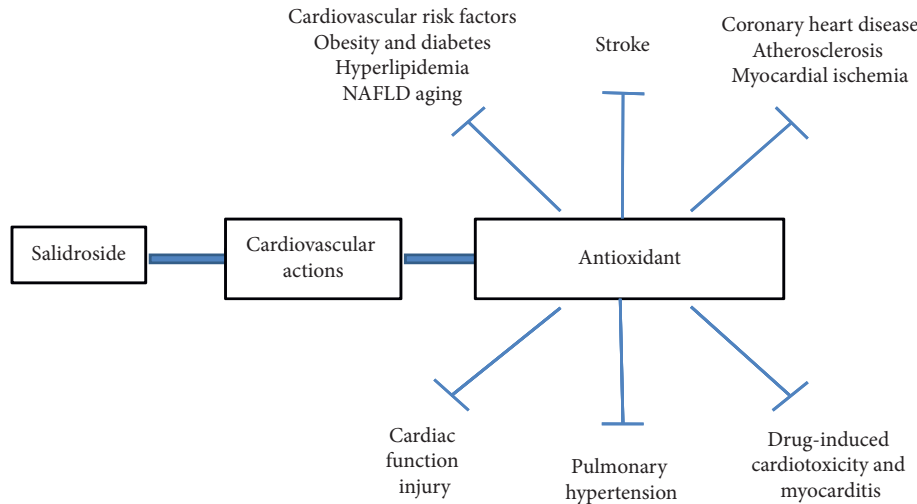 Cardiovascular risk factors
Obesity and diabetes
Hyperlipidemia
NAFLD aging
Stroke
Coronary heart disease
Atherosclerosis
Myocardial ischemia
Salidroside
Cardiovascular
actions
Antioxidant
Cardiac
function
injury
Pulmonary
hypertension
Drug-induced
cardiotoxicity and
myocarditis